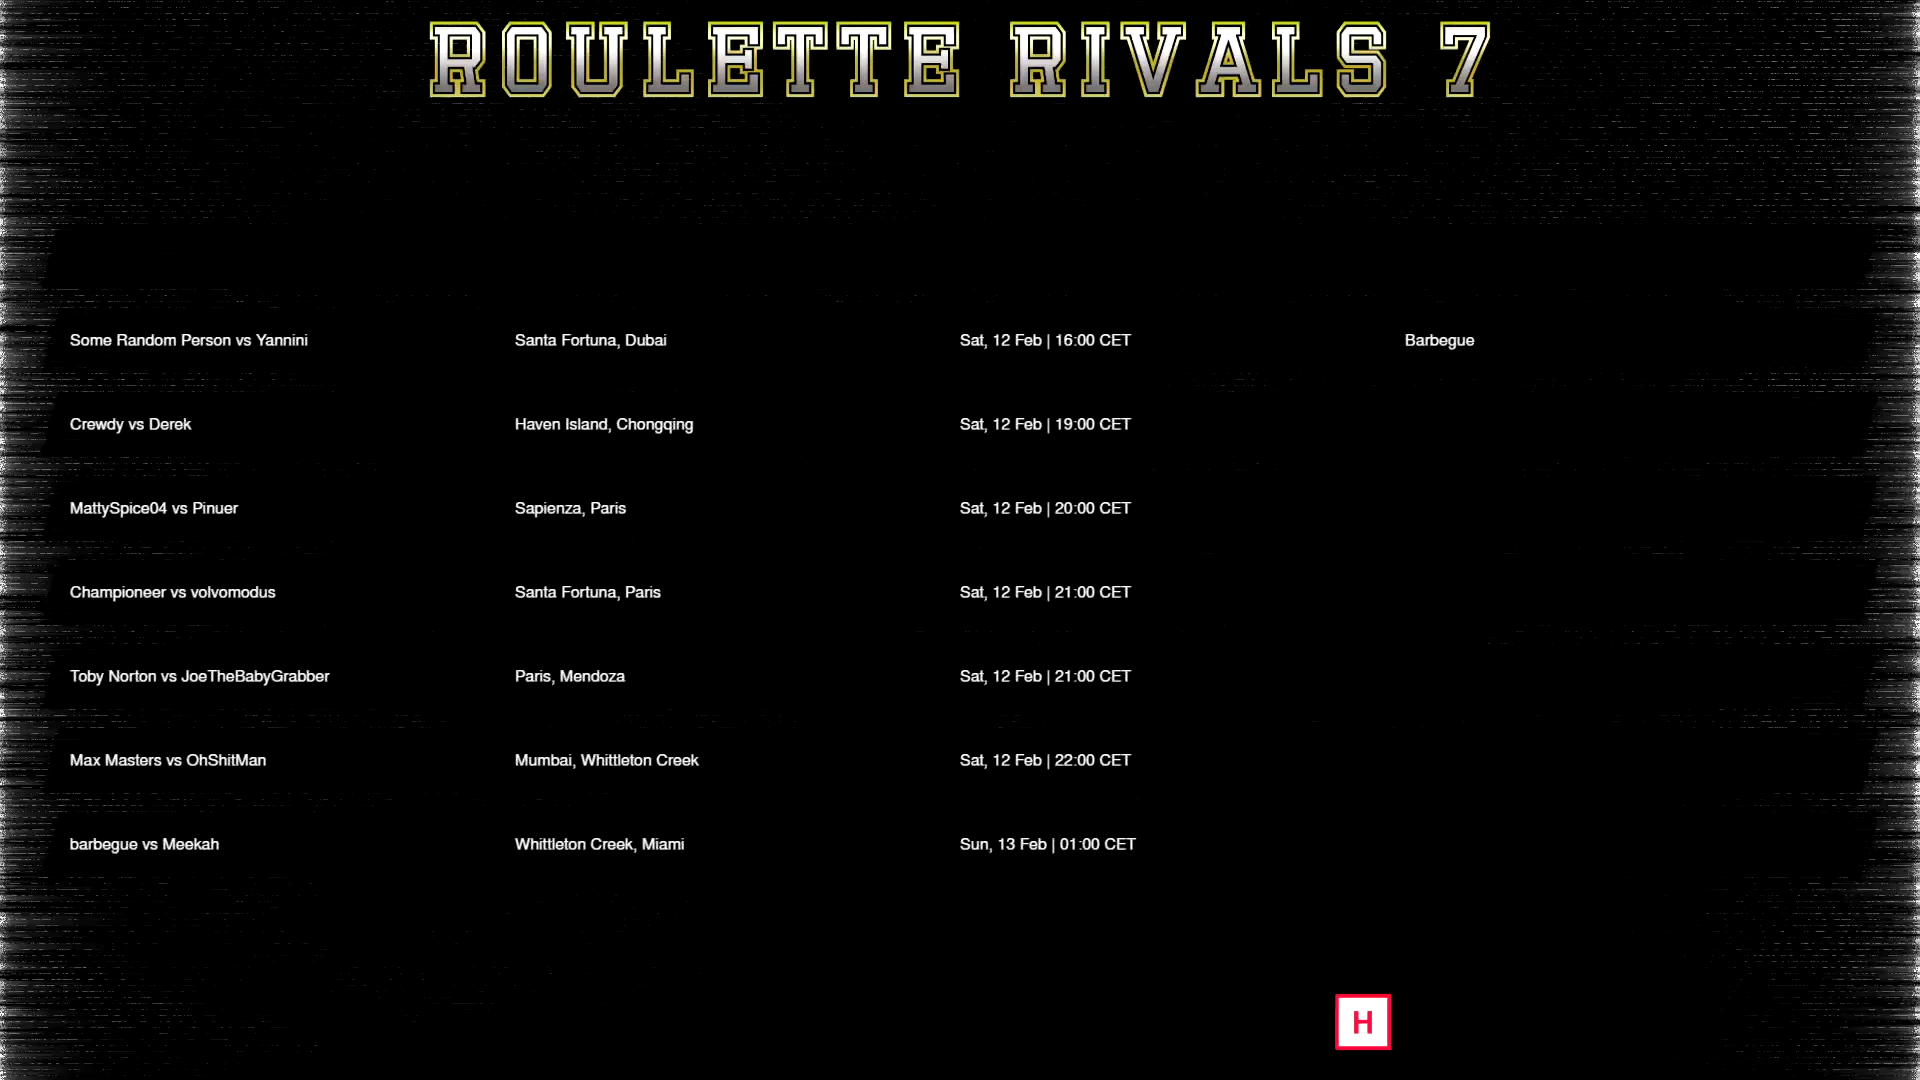 ROULETTE RIVALS 7
Some Random Person vs Yannini Santa Fortuna, Dubai Sat, 12 Feb | 16:00 CET Barbegue
Crewdy vs Derek Haven Island, Chongqing Sat, 12 Feb | 19:00 CET
MattySpice04 vs Pinuer Sapienza, Paris Sat, 12 Feb | 20:00 CET
Championeer vs volvomodus Santa Fortuna, Paris Sat, 12 Feb | 21:00 CET
Toby Norton vs JoeTheBabyGrabber Paris, Mendoza Sat, 12 Feb | 21:00 CET
Max Masters vs OhShitMan Mumbai, Whittleton Creek Sat, 12 Feb | 22:00 CET
barbegue vs Meekah Whittleton Creek, Miami Sun, 13 Feb | 01:00 CET
H